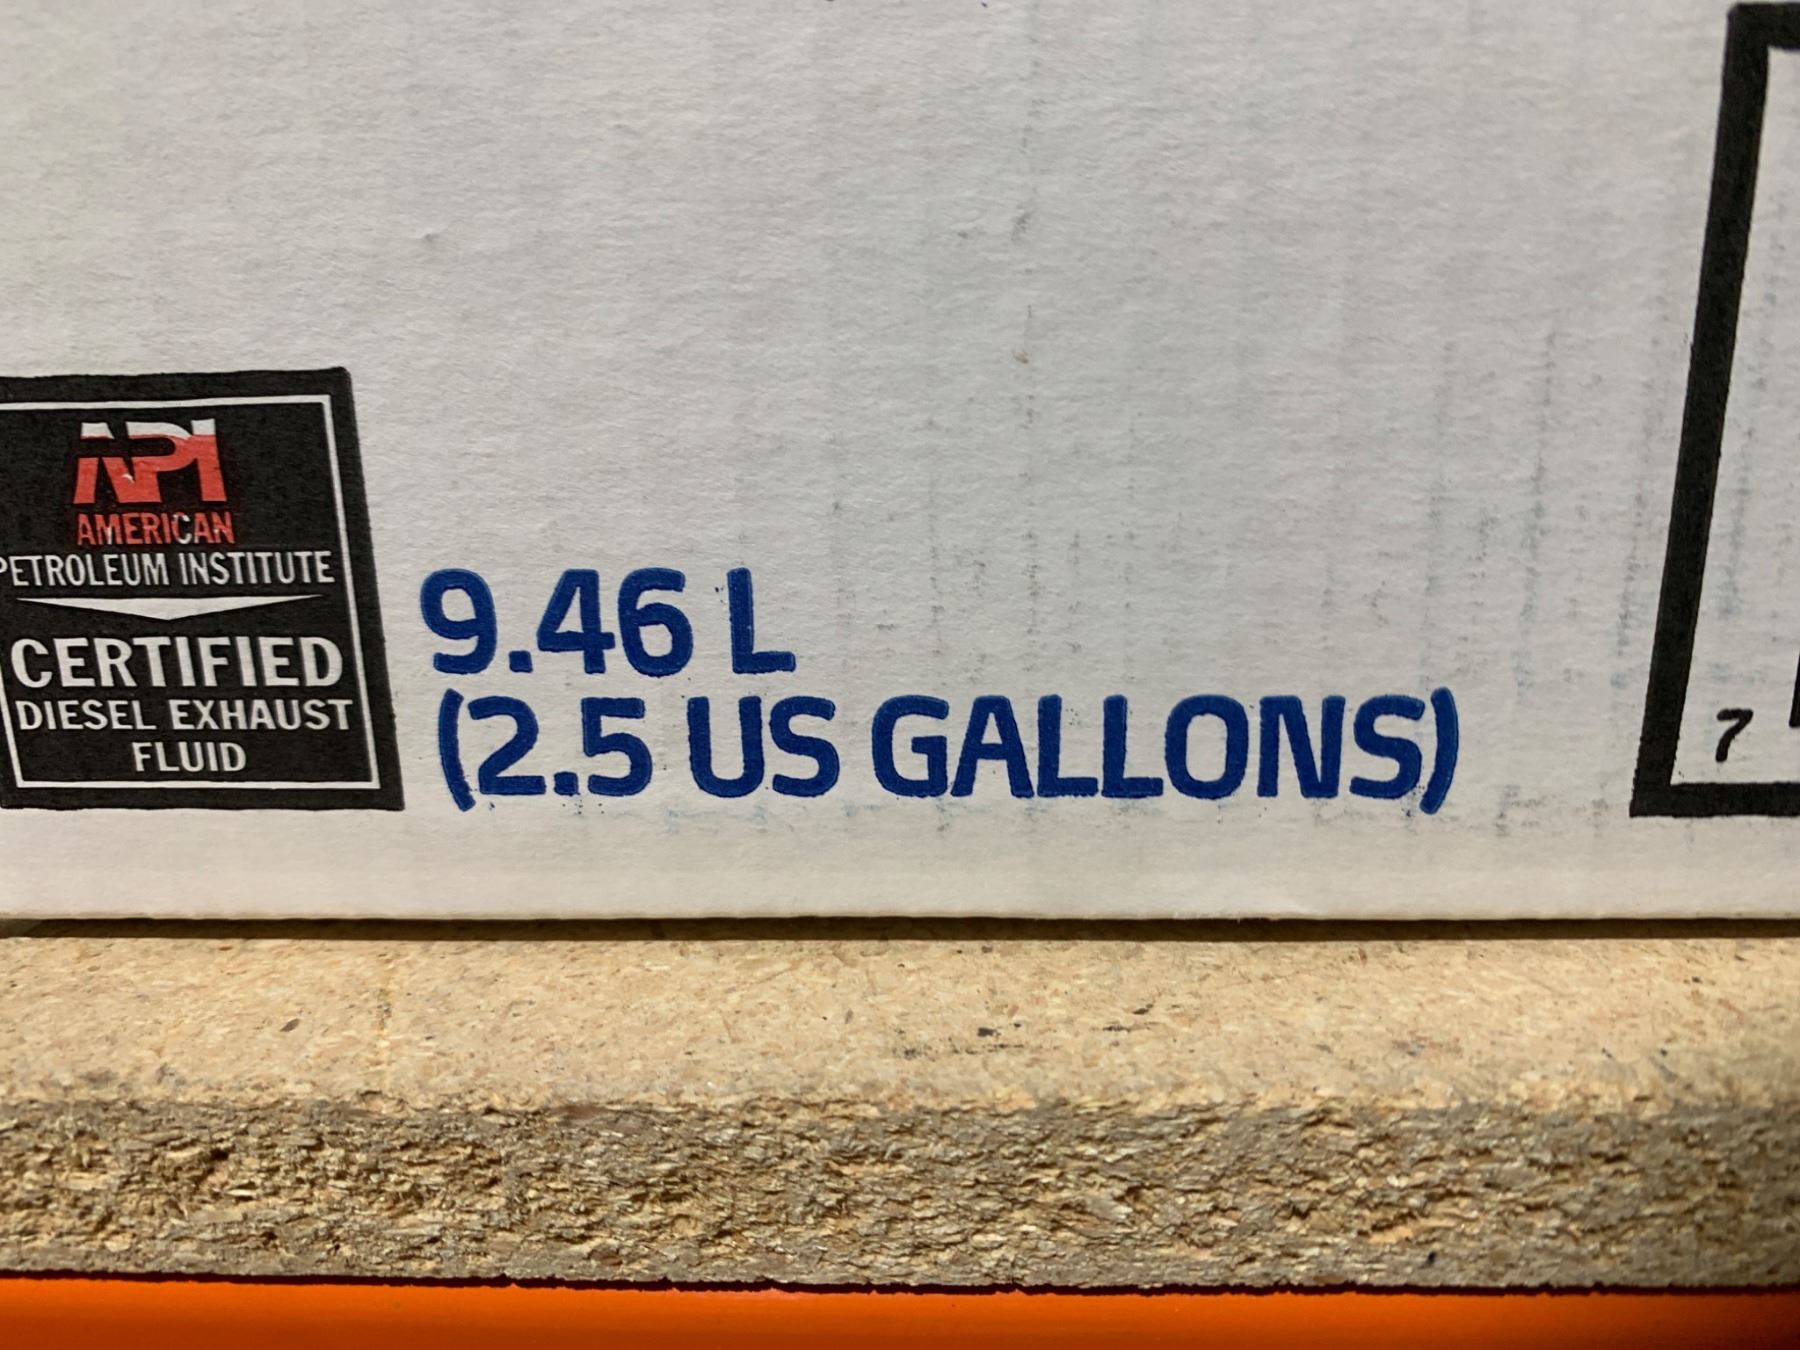 API
AMERICAN
PETROLEUM INSTITUTE
CERTIFIED
DIESEL EXHAUST
FLUID
9.46 L
(2.5 US GALLONS)
7